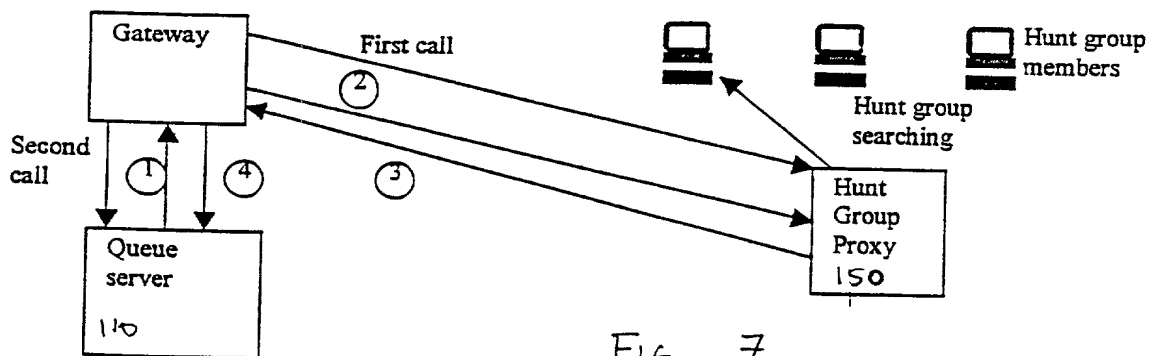 Gateway
First call
Hunt group
members
2
Hunt group
searching
Second
call
1
4
3
Hunt
Group
Proxy
150
Queue
server
110
FIG. 7